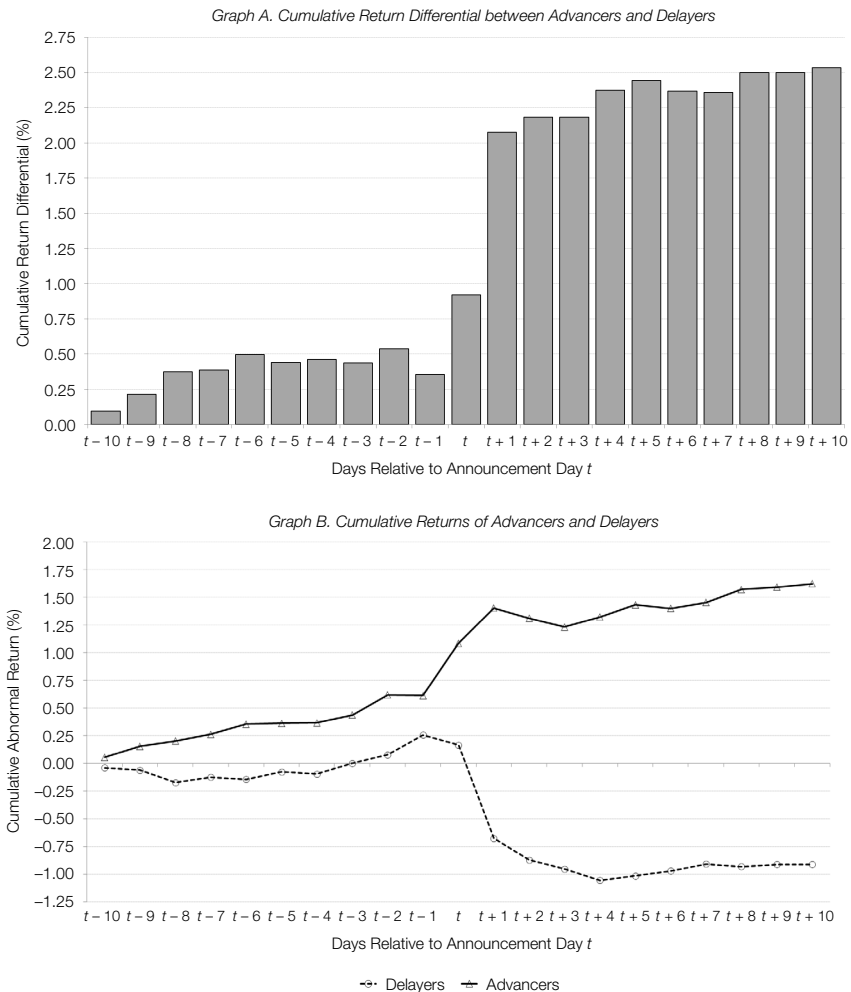 Graph A. Cumulative Return Differential between Advancers and Delayers
2.75
2.50
2.25
2.00
1.75
1.50
1.25
1.00
0.75
0.50
0.25
0.00
Cumulative Return Differential (%)
t – 10 t – 9 t – 8 t – 7 t – 6 t – 5 t – 4 t – 3 t – 2 t – 1 t t + 1 t + 2 t + 3 t + 4 t + 5 t + 6 t + 7 t + 8 t + 9 t + 10
Days Relative to Announcement Day t
Graph B. Cumulative Returns of Advancers and Delayers
2.00
1.75
1.50
1.25
1.00
0.75
0.50
0.25
0.00
–0.25
–0.50
–0.75
–1.00
–1.25
Cumulative Abnormal Return (%)
t – 10 t – 9 t – 8 t – 7 t – 6 t – 5 t – 4 t – 3 t – 2 t – 1 t t + 1 t + 2 t + 3 t + 4 t + 5 t + 6 t + 7 t + 8 t + 9 t + 10
Days Relative to Announcement Day t
Delayers Advancers